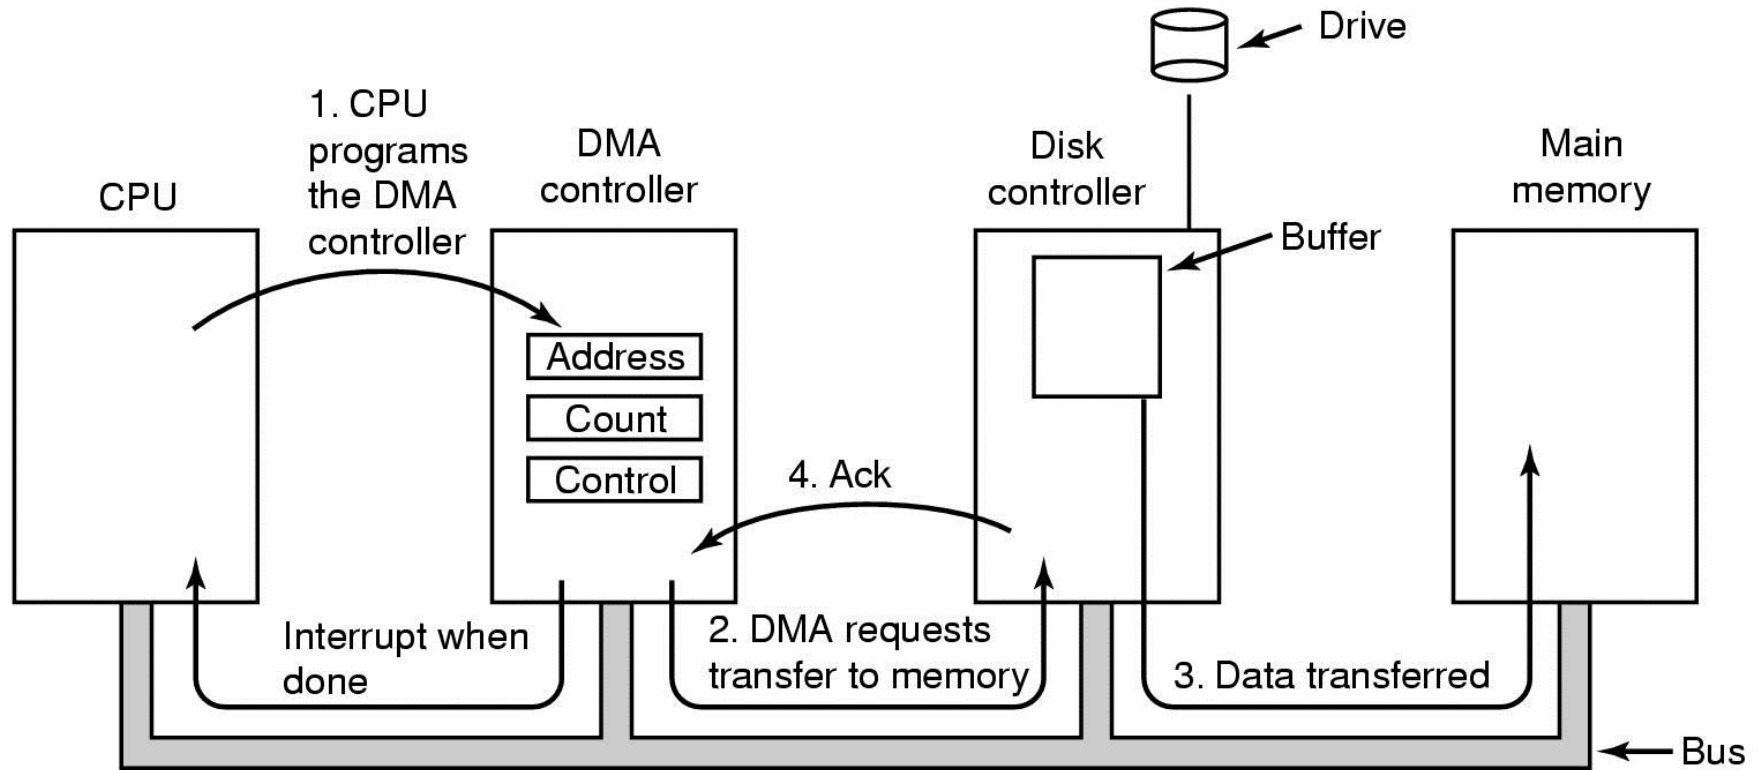 Drive
1. CPU
programs
the DMA
controller
CPU
DMA
controller
Disk
controller
Main
memory
Buffer
Address
Count
Control
4. Ack
Interrupt when
done
2. DMA requests
transfer to memory
3. Data transferred
Bus